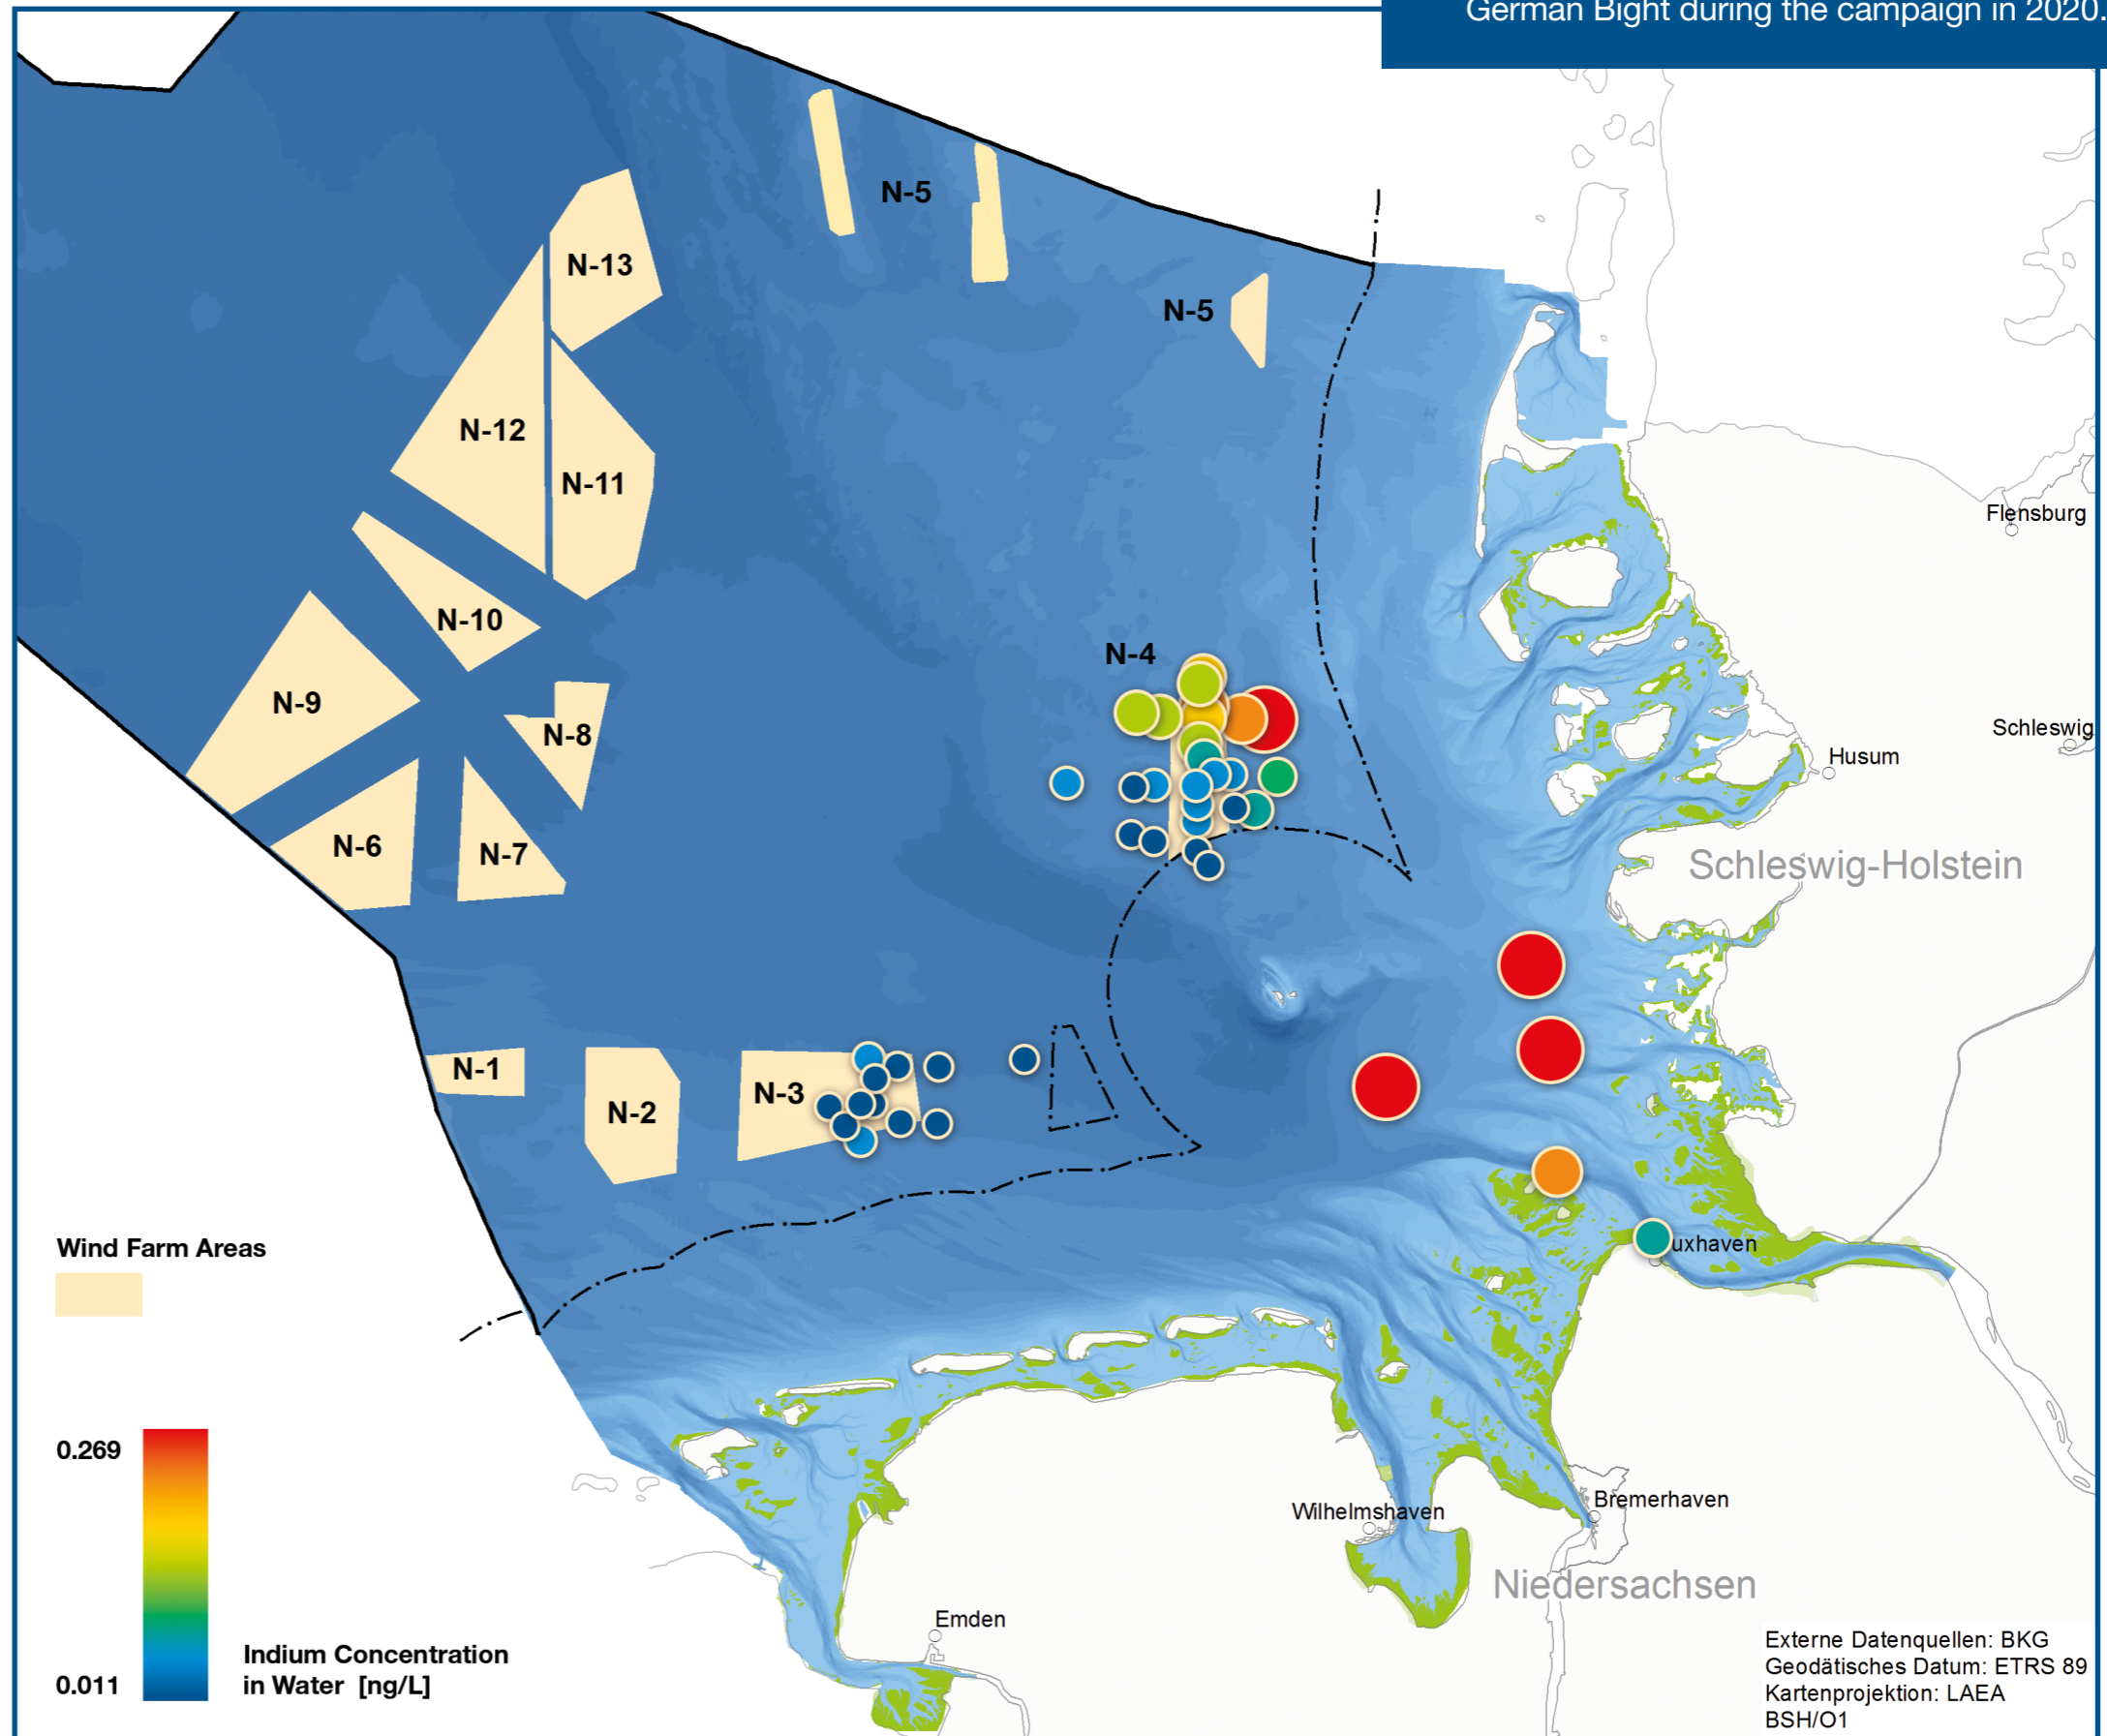 German Bight during the campaign in 2020.
N-5
N-13
N-5
N-12
N-11
Flensburg
N-10
N-4
N-9
Schleswig
N-8
Husum
N-6
N-7
Schleswig-Holstein
N-1
N-3
N-2
uxhaven
Wind Farm Areas
0.269
Bremerhaven
Wilhelmshaven
Niedersachsen
Emden
Indium Concentration
in Water [ng/L]
0.011
Externe Datenquellen: BKG
Geodätisches Datum: ETRS 89
Kartenprojektion: LAEA
BSH/O1